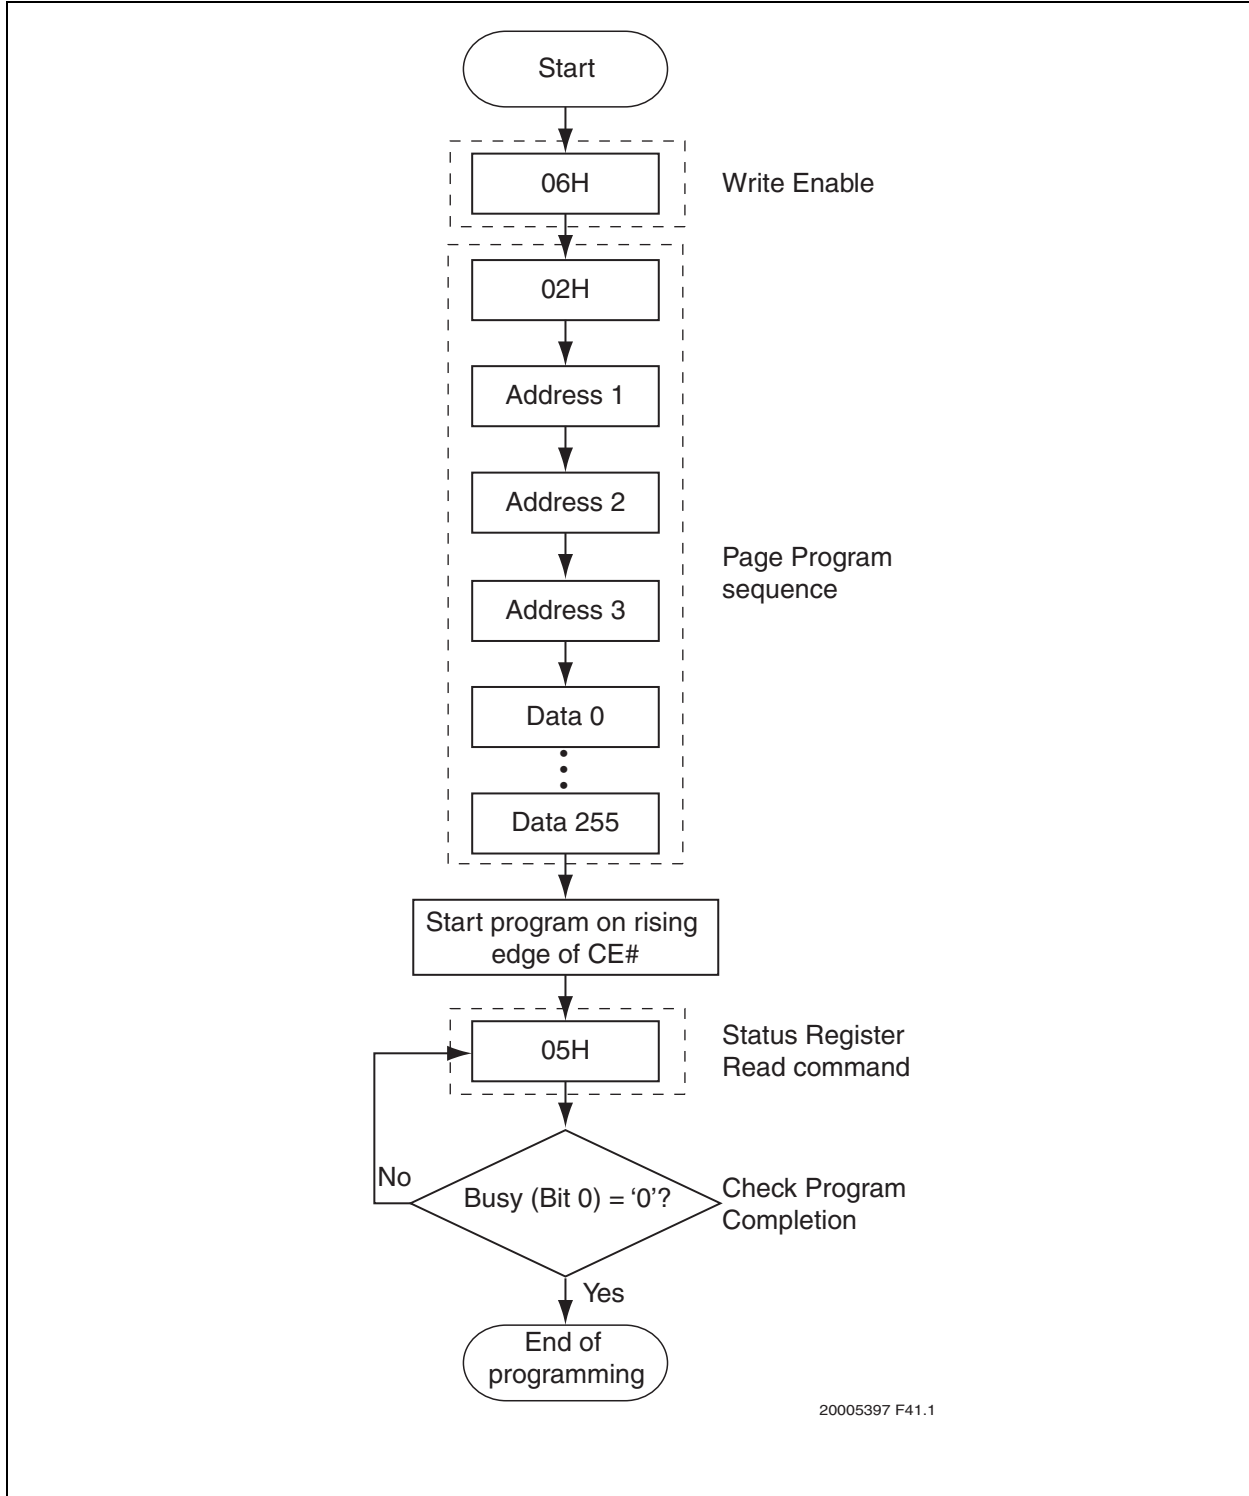 Start
06H
Write Enable
02H
Address 1
Address 2
Address 3
Page Program
sequence
Data 0
Data 255
Start program on rising
edge of CE#
05H
Status Register
Read command
No
Busy (Bit 0) = ‘0’?
Check Program
Completion
Yes
End of
programming
20005397 F41.1